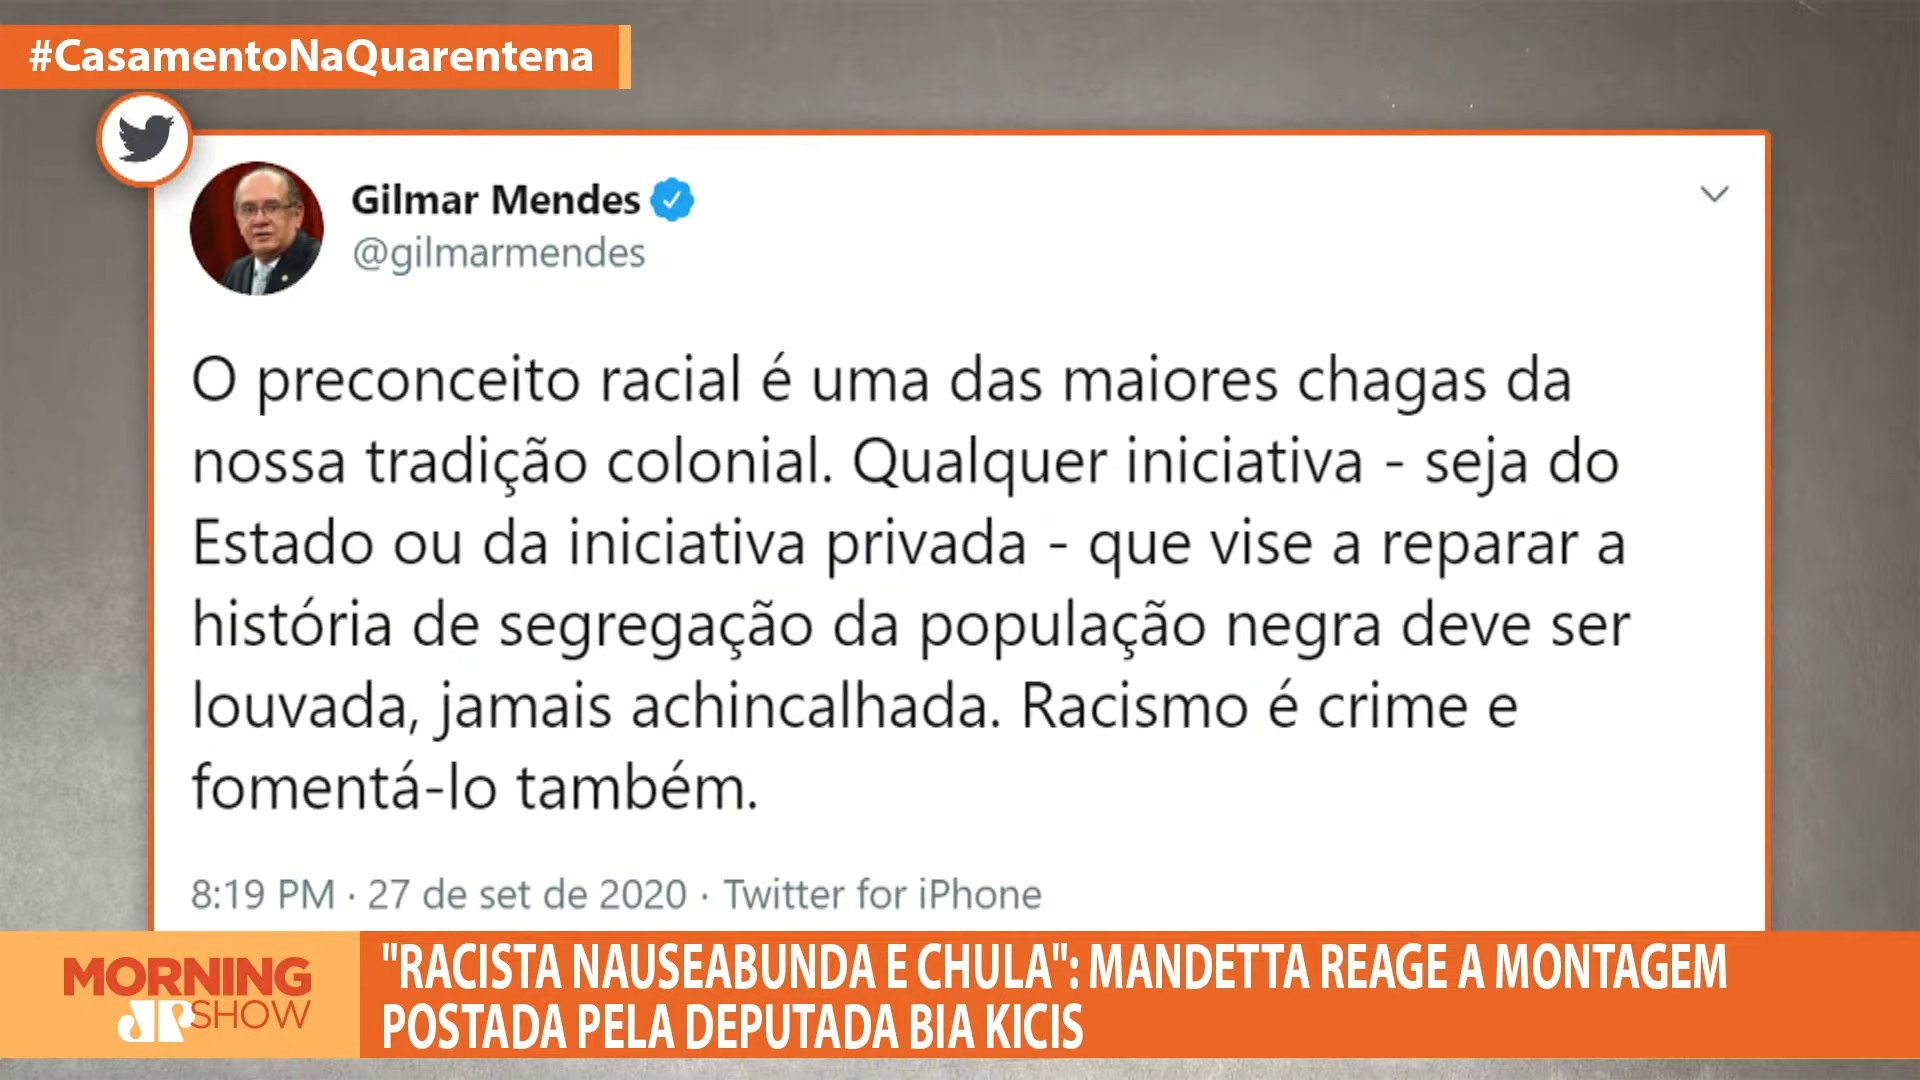 #CasamentoNaQuarentena
Gilmar Mendes
@gilmarmendes
O preconceito racial é uma das maiores chagas da
nossa tradição colonial. Qualquer iniciativa - seja do
Estado ou da iniciativa privada - que vise a reparar a
história de segregação da população negra deve ser
louvada, jamais achincalhada. Racismo é crime e
fomentá-lo também.
8:19 PM · 27 de set de 2020 · Twitter for iPhone
MORNING
JP SHOW
"RACISTA NAUSEABUNDA E CHULA": MANDETTA REAGE A MONTAGEM
POSTADA PELA DEPUTADA BIA KICIS